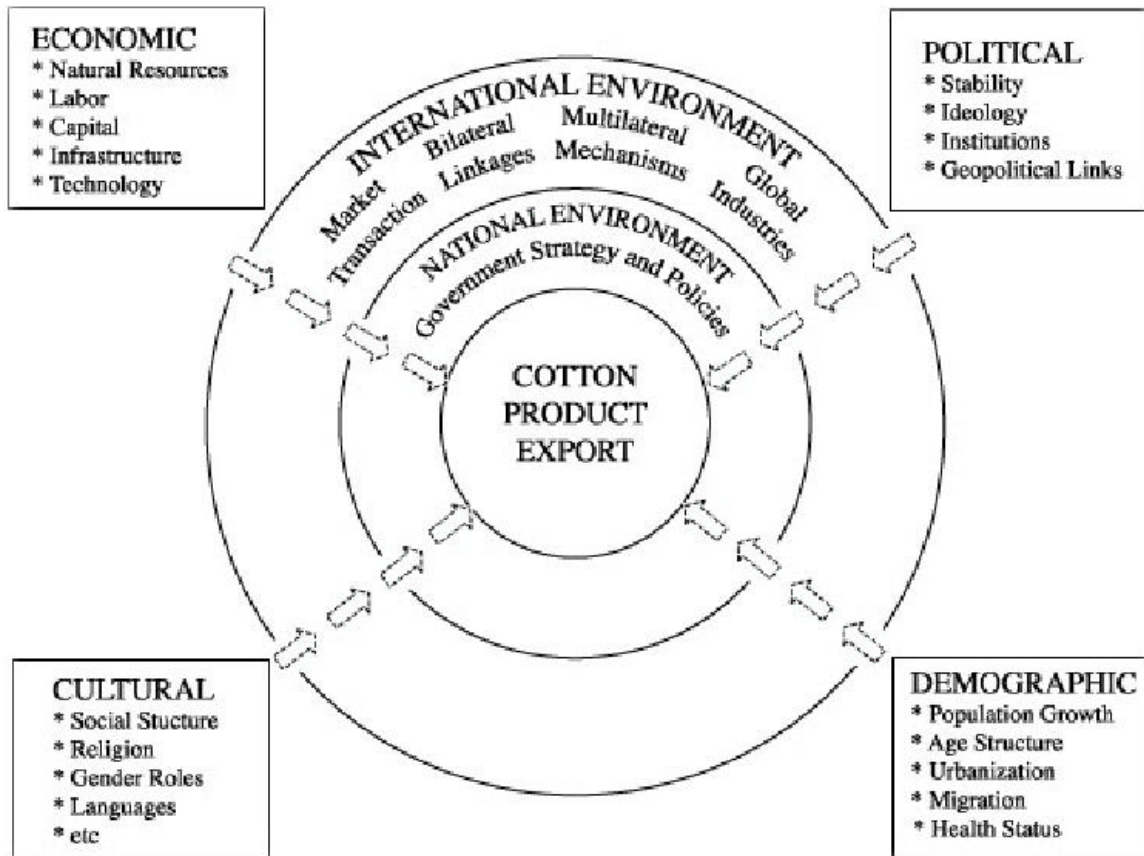 ECONOMIC
* Natural Resources
* Labor
* Capital
* Infrastructure
* Technology
POLITICAL
* Stability
* Ideology
* Institutions
* Geopolitical Links
INTERNATIONAL ENVIRONMENT
Market
Transaction
Bilateral
Linkages
Multilateral
Mechanisms
Global
Industries
NATIONAL ENVIRONMENT
Government Strategy and Policies
COTTON
PRODUCT
EXPORT
CULTURAL
* Social Stucture
* Religion
* Gender Roles
* Languages
* etc
DEMOGRAPHIC
* Population Growth
* Age Structure
* Urbanization
* Migration
* Health Status